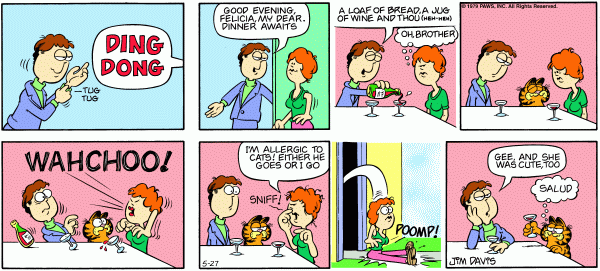 DING
DONG
—TUG
TUG
GOOD EVENING,
FELICIA, MY DEAR.
DINNER AWAITS
A LOAF OF BREAD, A JUG
OF WINE AND THOU (HEH-HEH)
OH, BROTHER
© 1979 PAWS, INC. All Rights Reserved.
WAHCHOO!
I'M ALLERGIC TO
CATS! EITHER HE
GOES OR I GO
SNIFF!
5-27
POOMP!
GEE, AND SHE
WAS CUTE, TOO
SALUD
JIM DAVIS